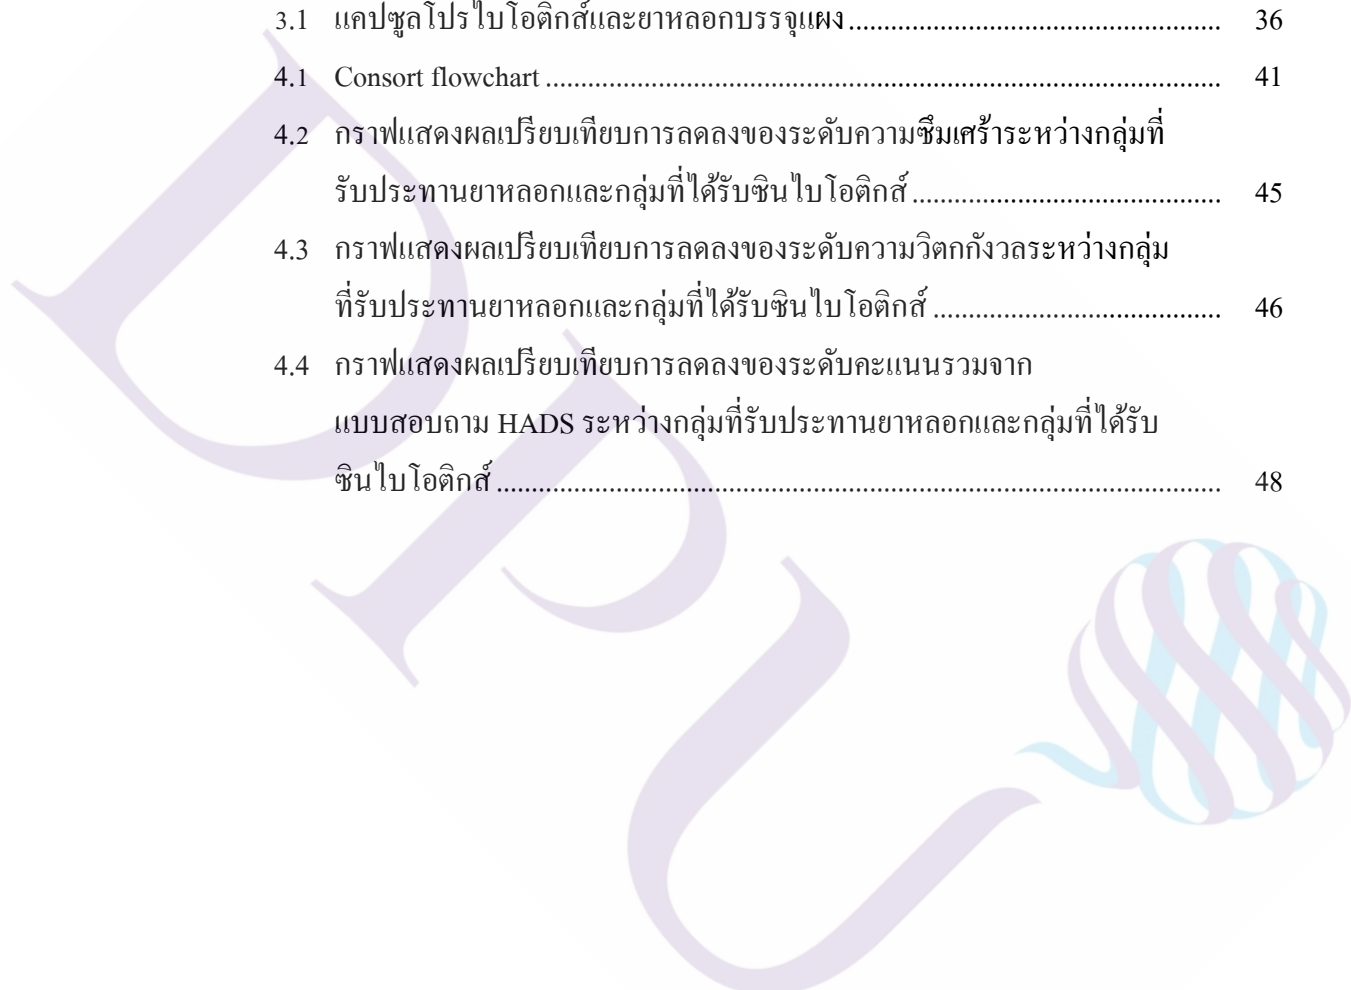 3.1 แคปซูลโปรไบโอติกส์และยาหลอกบรรจุแผง ..................................................... 36
4.1 Consort flowchart ................................................................................................ 41
4.2 กราฟแสดงผลเปรียบเทียบการลดลงของระดับความซึมเศร้าระหว่างกลุ่มที่
รับประทานยาหลอกและกลุ่มที่ได้รับซินไบโอติกส์ ............................................ 45
4.3 กราฟแสดงผลเปรียบเทียบการลดลงของระดับความวิตกกังวลระหว่างกลุ่ม
ที่รับประทานยาหลอกและกลุ่มที่ได้รับซินไบโอติกส์ ......................................... 46
4.4 กราฟแสดงผลเปรียบเทียบการลดลงของระดับคะแนนรวมจาก
แบบสอบถาม HADS ระหว่างกลุ่มที่รับประทานยาหลอกและกลุ่มที่ได้รับ
ซินไบโอติกส์ ....................................................................................................... 48
DPU